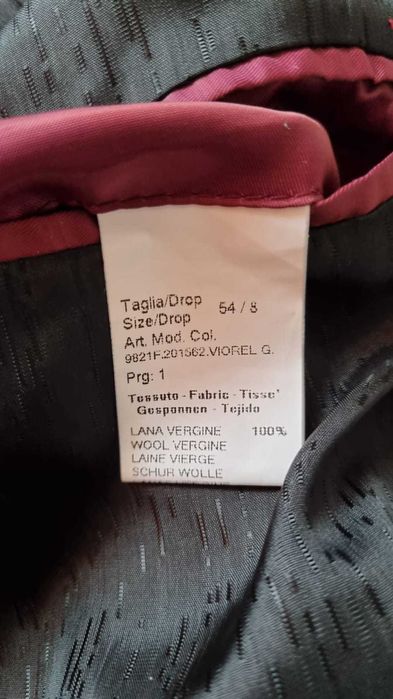 Taglia/Drop 54 / 8
Size/Drop
Art. Mod. Col.
9821F.201562.VIOREL G.
Prg: 1
Tessuto - Fabric - Tisse'
Gesponnen - Tejido
LANA VERGINE 100%
WOOL VERGINE
LAINE VIERGE
SCHUR WOLLE